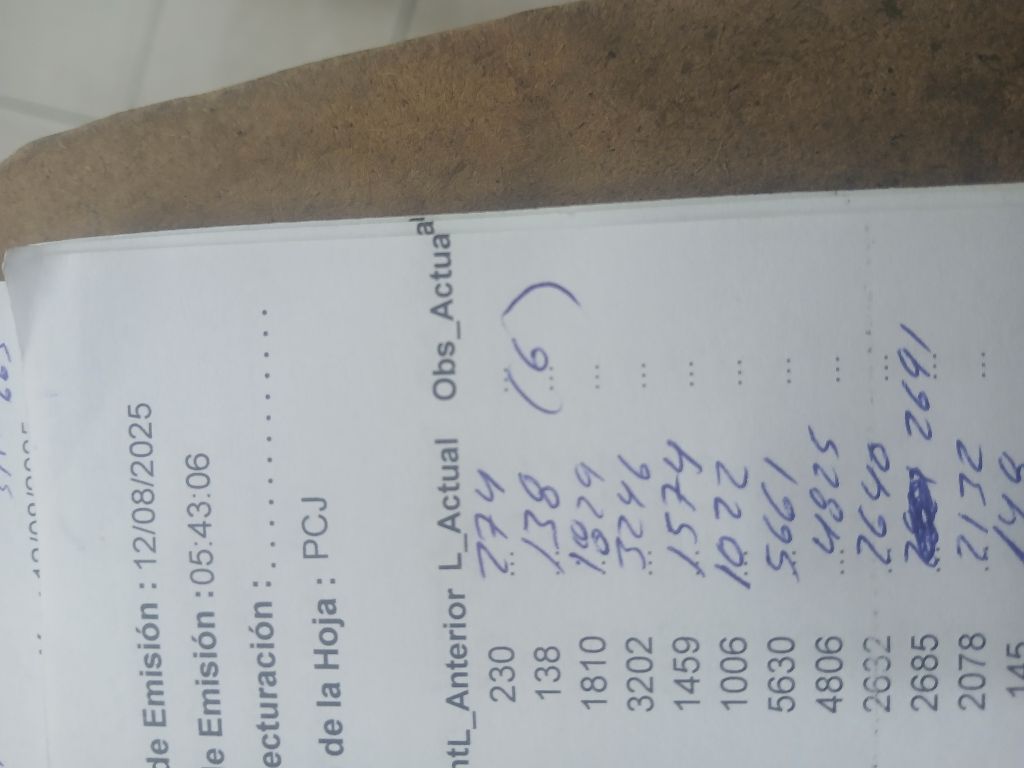 de Emisión : 12/08/2025
de Emisión : 05:43:06
ecturación : . . . . . . . . . . . . . . . . . .
de la Hoja : PCJ
ntL_Anterior L_Actual Obs_Actual
230 274 ...
138 138 (6)
1810 1829 ...
3202 3246 ...
1459 1574 ...
1006 1022 ...
5630 5661 ...
4806 4825 ...
2632 2640 ...
2685 2691
2078 2132 ...
145 148